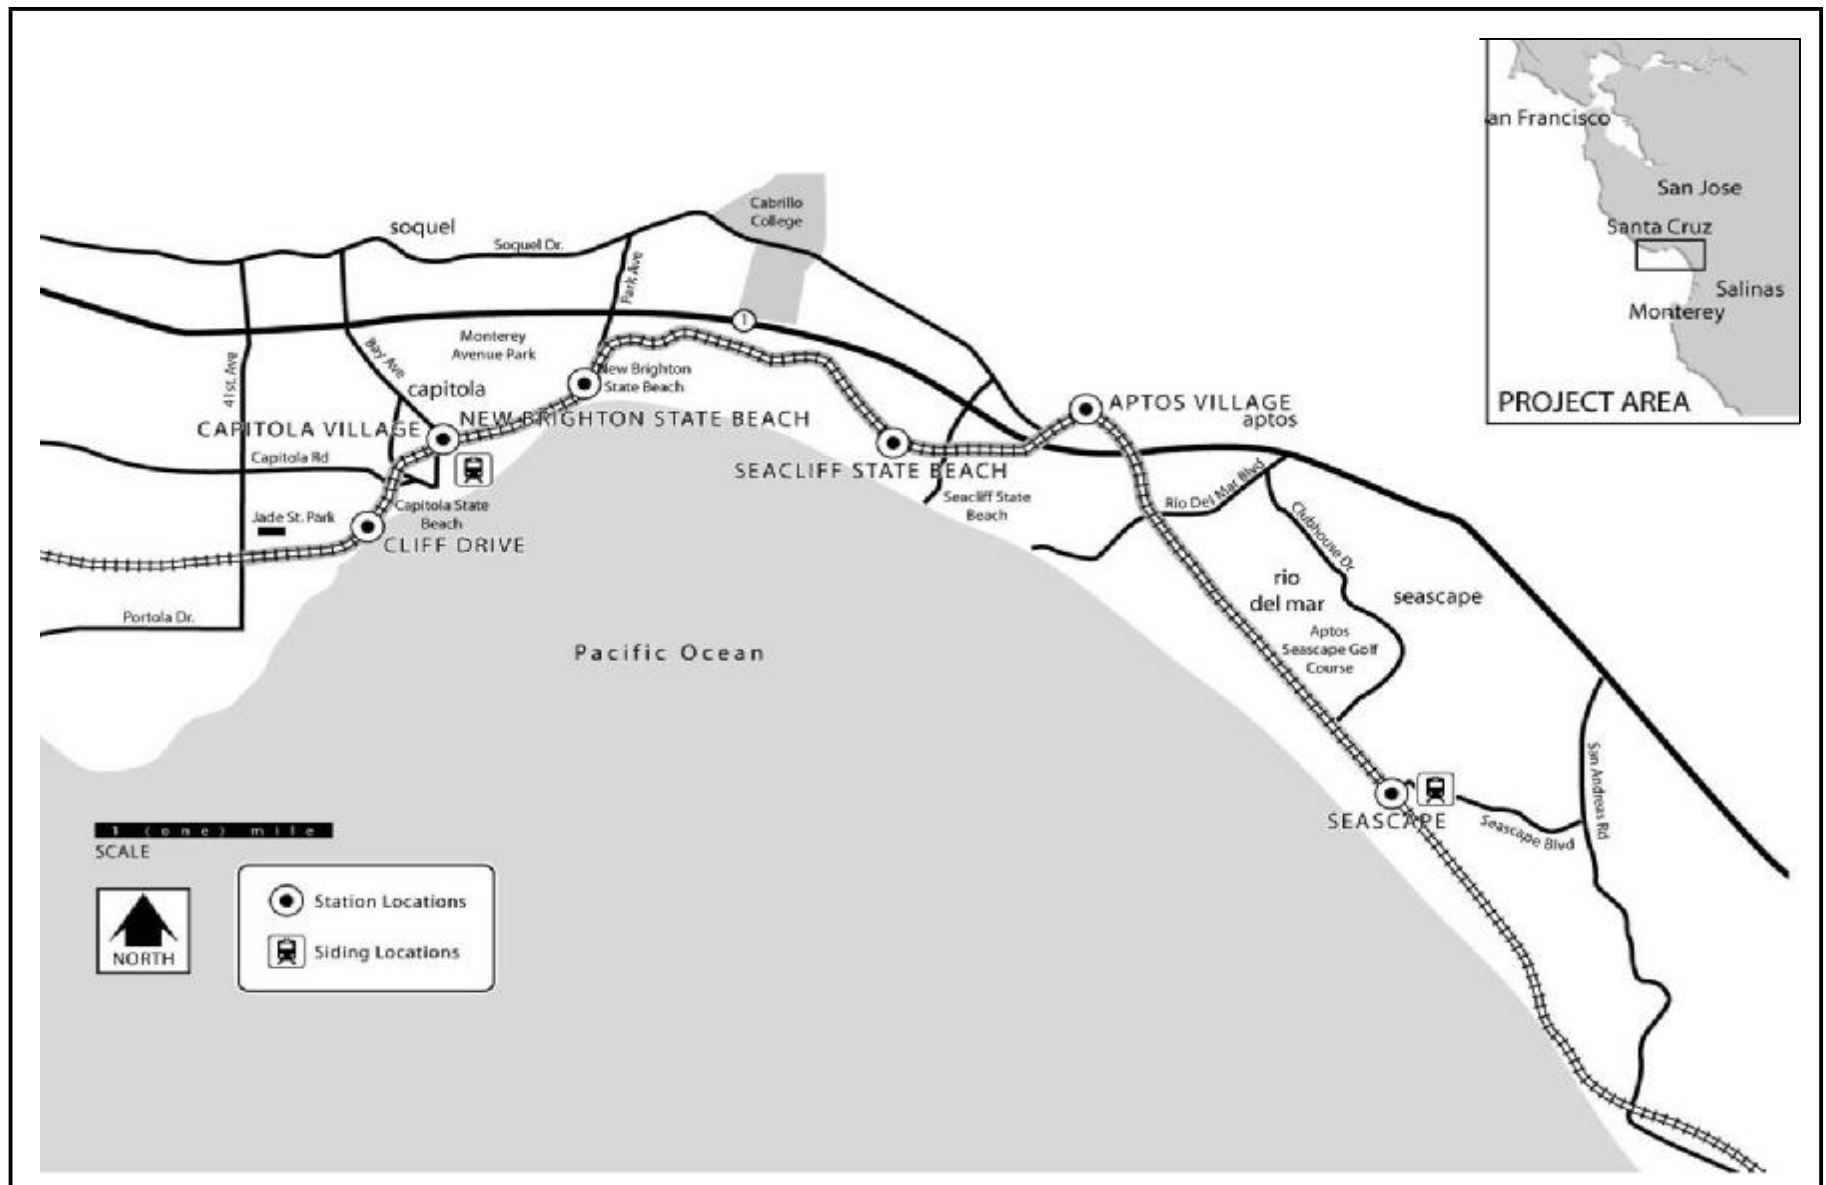 an Francisco
San Jose
Santa Cruz
Salinas
Monterey
PROJECT AREA
Cabrillo
College
soquel
Soquel Dr.
Park Ave
1
Monterey
Avenue Park
41st. Ave
Bay Ave
capitola
New Brighton
State Beach
CAPITOLA VILLAGE
NEW BRIGHTON STATE BEACH
APTOS VILLAGE
aptos
Capitola Rd
SEACLIFF STATE BEACH
Rio Del Mar Blvd
Seacliff State
Beach
Capitola State
Beach
Jade St. Park
CLIFF DRIVE
Clubhouse Dr.
rio
del mar
seascape
Aptos
Seascape Golf
Course
Portola Dr.
Pacific Ocean
San Andreas Rd
SEASCAPE
Seascape Blvd
1 (one) mile
SCALE
NORTH
Station Locations
Siding Locations